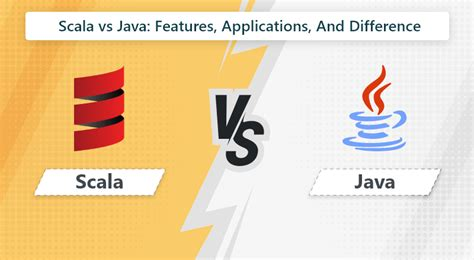 Scala vs Java: Features, Applications, And Difference
VS
Scala
Java